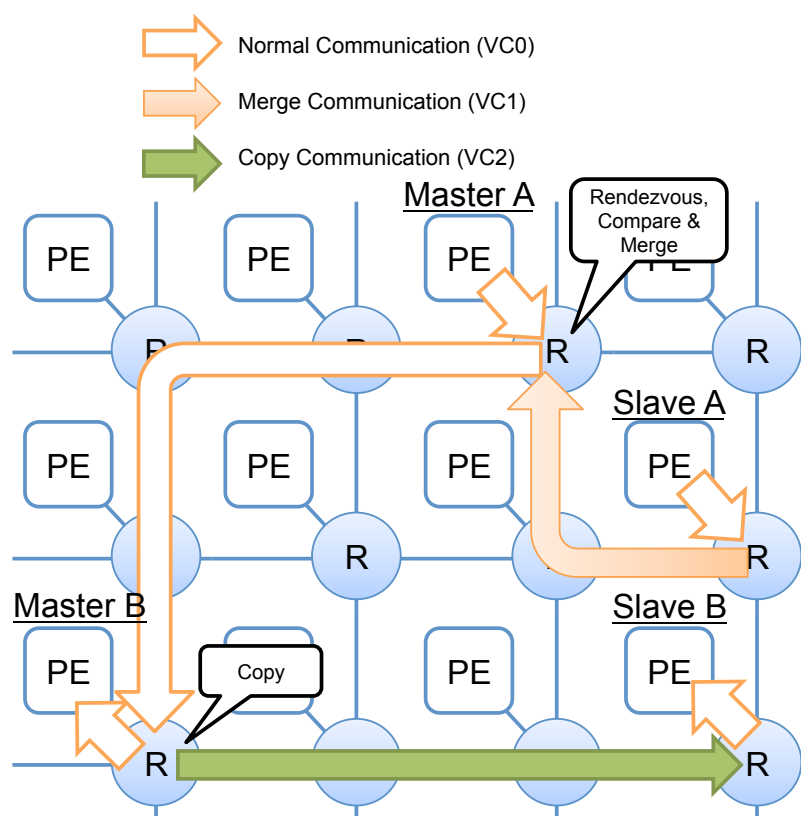 Normal Communication (VC0)
Merge Communication (VC1)
Copy Communication (VC2)
Master A
Rendezvous,
Compare &
Merge
PE
PE
PE
PE
R
R
R
R
Slave A
PE
PE
PE
PE
R
R
Master B
Slave B
PE
PE
PE
Copy
R
R